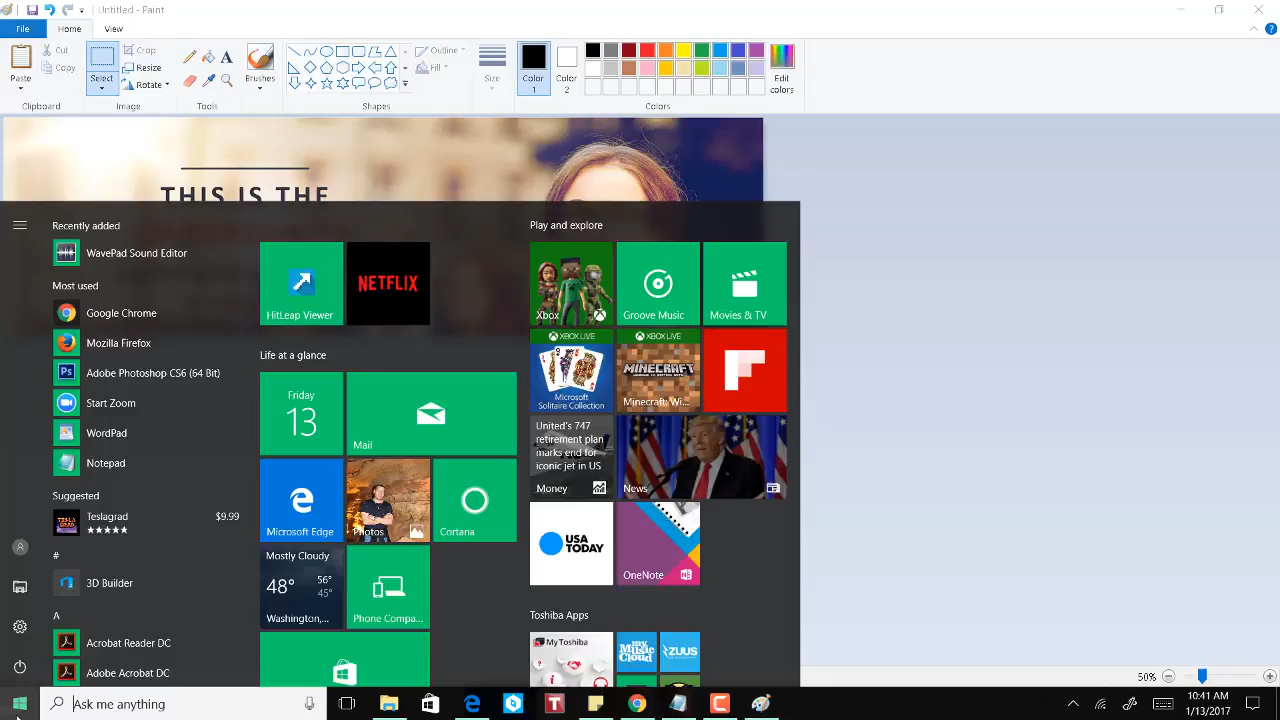 Untitled - Paint
File
Home
View
Paste
Cut
Copy
Clipboard
Select
Crop
Resize
Rotate
Image
A
Tools
Brushes
Shapes
Outline
Fill
Size
Color
1
Color
2
Edit
colors
Colors
THIS IS THE
Recently added
WavePad Sound Editor
Most used
Google Chrome
Mozilla Firefox
Ps
Adobe Photoshop CS6 (64 Bit)
Start Zoom
WordPad
Notepad
Suggested
Teslagrad
$9.99
#
3D Builder
A
Acrobat Reader DC
Adobe Acrobat DC
HitLeap Viewer
NETFLIX
Life at a glance
Friday
13
Mail
Microsoft Edge
Photos
Cortana
Mostly Cloudy
48°
56°
45°
Washington,...
Phone Compa...
Play and explore
Xbox
Groove Music
Movies & TV
XBOX LIVE
Microsoft
Solitaire Collection
XBOX LIVE
MINECRAFT
Minecraft: Wi...
United's 747
retirement plan
marks end for
iconic jet in US
Money
News
USA
TODAY
OneNote
Toshiba Apps
My Toshiba
my
Music
Cloud
ZUUS
50%
Ask me anything
10:41 AM
1/13/2017